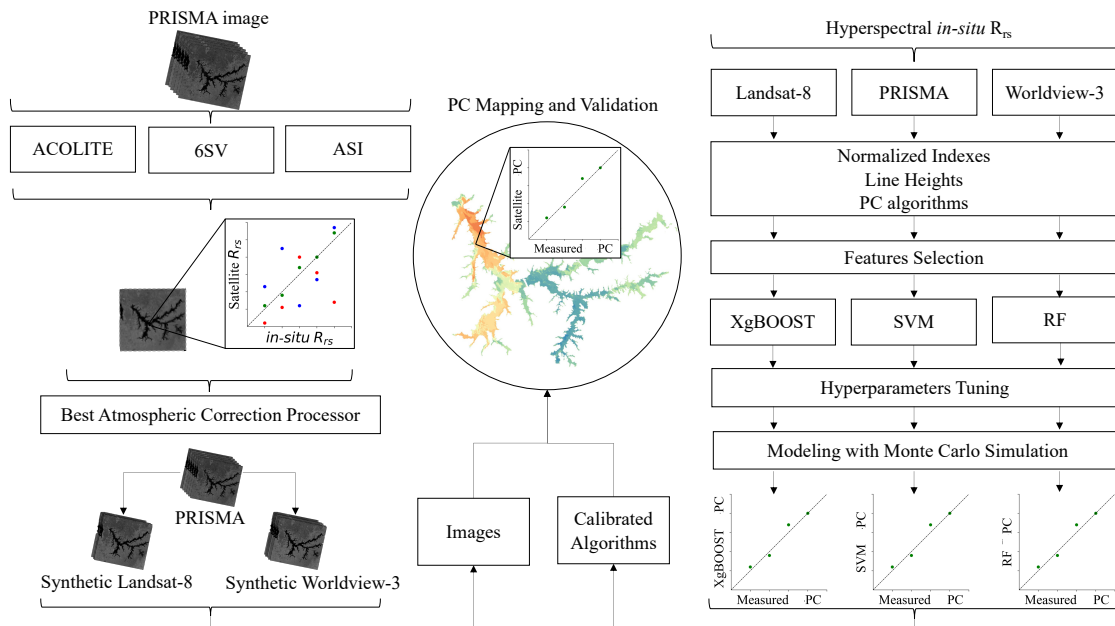 PRISMA image
ACOLITE
6SV
ASI
Satellite Rrs
in-situ Rrs
Best Atmospheric Correction Processor
PRISMA
Synthetic Landsat-8
Synthetic Worldview-3
PC Mapping and Validation
Satellite PC
Measured PC
Images
Calibrated
Algorithms
Hyperspectral in-situ Rrs
Landsat-8
PRISMA
Worldview-3
Normalized Indexes
Line Heights
PC algorithms
Features Selection
XgBOOST
SVM
RF
Hyperparameters Tuning
Modeling with Monte Carlo Simulation
XgBOOST PC
Measured PC
SVM PC
Measured PC
RF PC
Measured PC